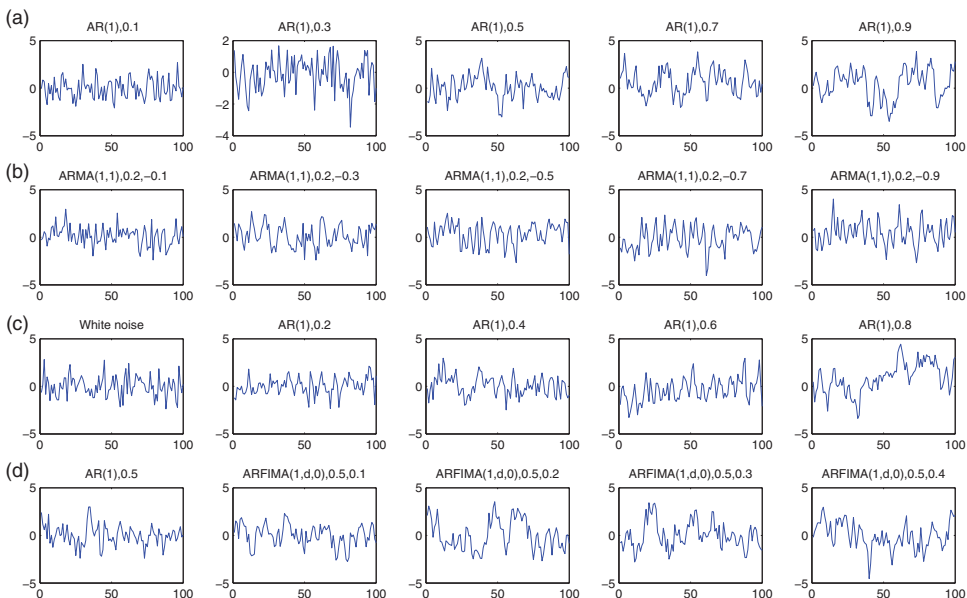 (a)
AR(1),0.1
AR(1),0.3
AR(1),0.5
AR(1),0.7
AR(1),0.9
5
0
−5
0 50 100
2
0
−2
−4
0 50 100
5
0
−5
0 50 100
5
0
−5
0 50 100
5
0
−5
0 50 100
(b)
ARMA(1,1),0.2,−0.1
ARMA(1,1),0.2,−0.3
ARMA(1,1),0.2,−0.5
ARMA(1,1),0.2,−0.7
ARMA(1,1),0.2,−0.9
5
0
−5
0 50 100
5
0
−5
0 50 100
5
0
−5
0 50 100
5
0
−5
0 50 100
5
0
−5
0 50 100
(c)
White noise
AR(1),0.2
AR(1),0.4
AR(1),0.6
AR(1),0.8
5
0
−5
0 50 100
5
0
−5
0 50 100
5
0
−5
0 50 100
5
0
−5
0 50 100
5
0
−5
0 50 100
(d)
AR(1),0.5
ARFIMA(1,d,0),0.5,0.1
ARFIMA(1,d,0),0.5,0.2
ARFIMA(1,d,0),0.5,0.3
ARFIMA(1,d,0),0.5,0.4
5
0
−5
0 50 100
5
0
−5
0 50 100
5
0
−5
0 50 100
5
0
−5
0 50 100
5
0
−5
0 50 100